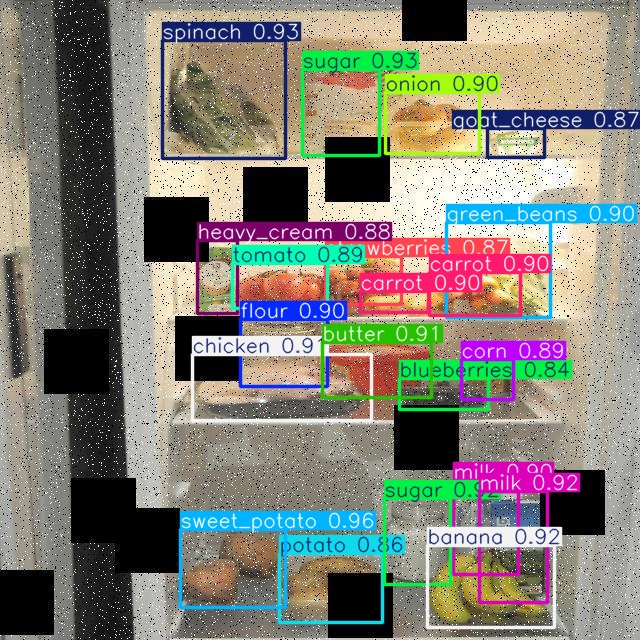 spinach 0.93
sugar 0.93
onion 0.90
goat_cheese 0.87
green_beans 0.90
heavy_cream 0.88
wberries 0.87
tomato 0.89
carrot 0.90
carrot 0.90
flour 0.90
butter 0.91
chicken 0.91
corn 0.89
blueberries 0.84
milk 0.90
milk 0.92
sugar 0.92
sweet_potato 0.96
banana 0.92
potato 0.86